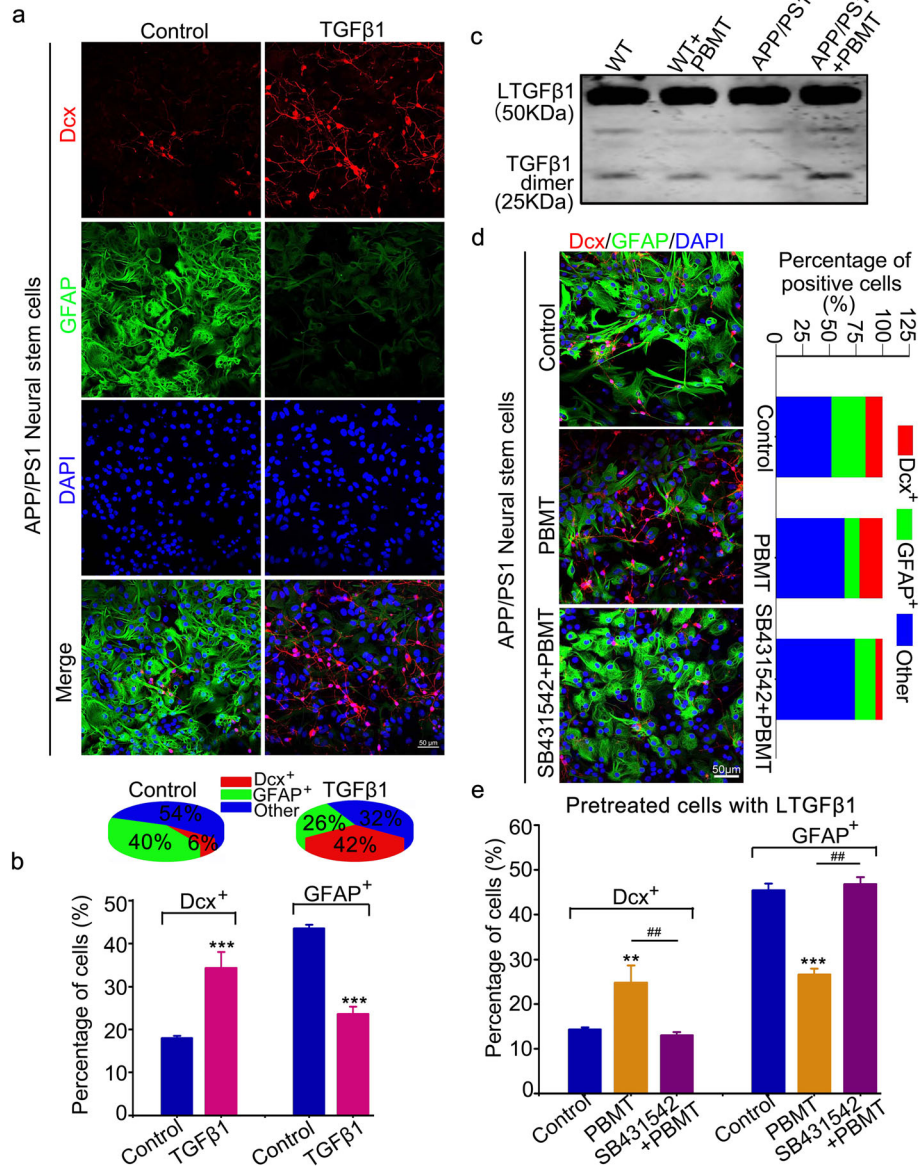 a
Control
TGFβ1
Dcx
GFAP
DAPI
Merge
APP/PS1 Neural stem cells
50 μm
Control
TGFβ1
Dcx⁺
GFAP⁺
Other
54%
40%
6%
26%
32%
42%
b
Percentage of cells (%)
50
40
30
20
10
0
Dcx⁺
GFAP⁺
***
***
Control
TGFβ1
Control
TGFβ1
c
WT
WT+
PBMT
APP/PS1
APP/PS1
+PBMT
LTGFβ1
(50KDa)
TGFβ1
dimer
(25KDa)
d
Dcx/GFAP/DAPI
APP/PS1 Neural stem cells
Control
PBMT
SB431542+PBMT
50μm
Percentage of
positive cells
(%)
0
25
50
75
100
125
Control
PBMT
SB431542+PBMT
Dcx⁺
GFAP⁺
Other
e
Pretreated cells with LTGFβ1
Percentage of cells (%)
60
50
40
30
20
10
0
Dcx⁺
GFAP⁺
**
##
***
##
Control
PBMT
SB431542
+PBMT
Control
PBMT
SB431542
+PBMT